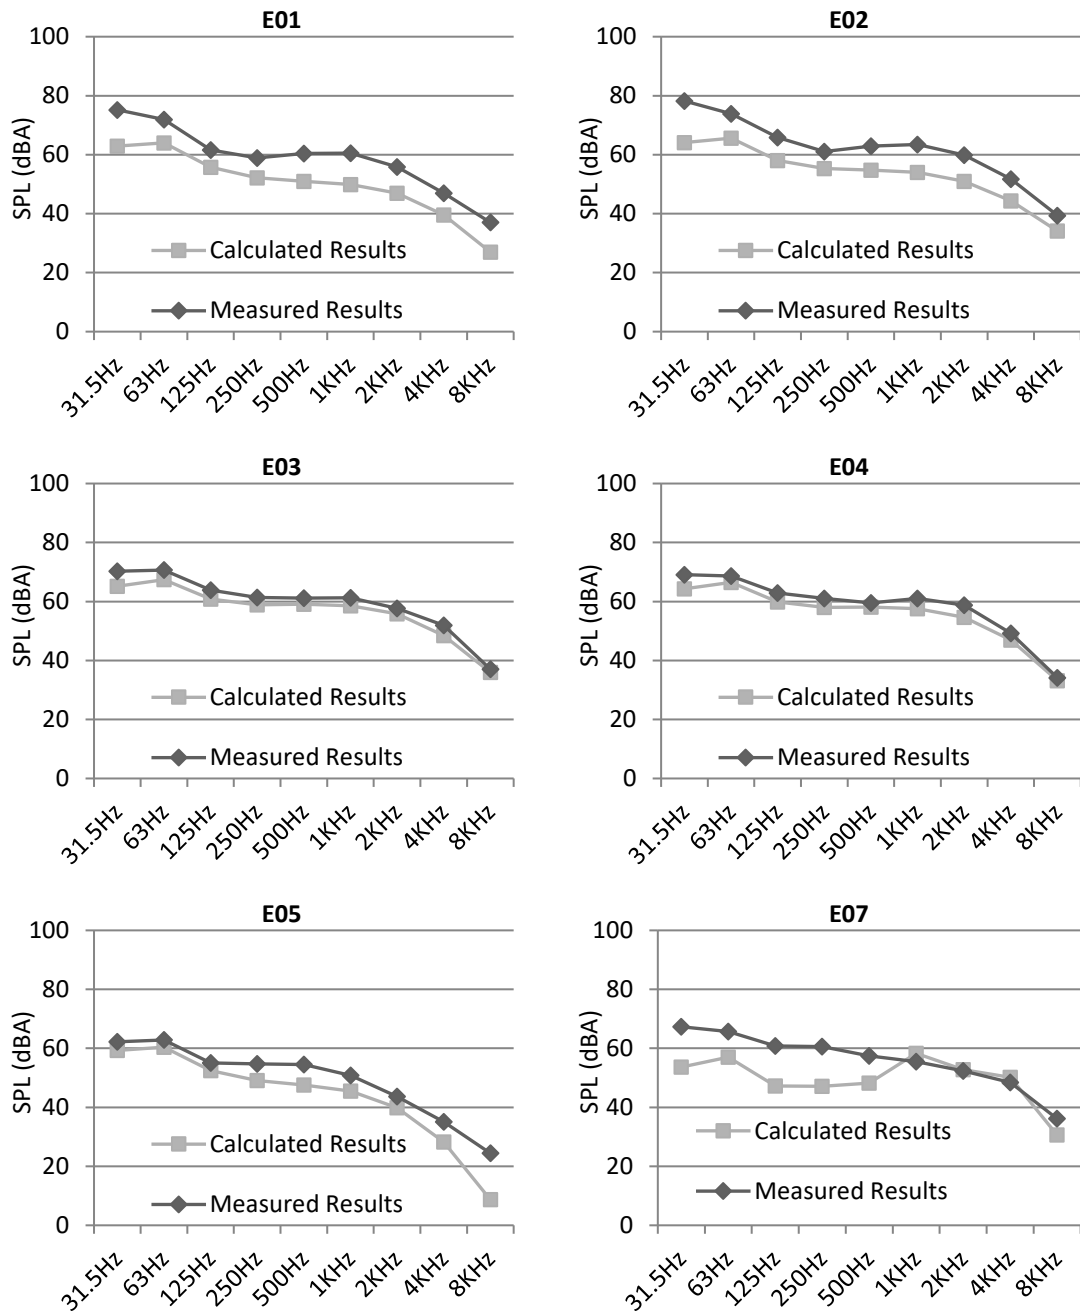 E01
100
80
60
40
20
0
SPL (dBA)
Calculated Results
Measured Results
31.5Hz
63Hz
125Hz
250Hz
500Hz
1KHz
2KHz
4KHz
8KHz
E02
100
80
60
40
20
0
SPL (dBA)
Calculated Results
Measured Results
31.5Hz
63Hz
125Hz
250Hz
500Hz
1KHz
2KHz
4KHz
8KHz
E03
100
80
60
40
20
0
SPL (dBA)
Calculated Results
Measured Results
31.5Hz
63Hz
125Hz
250Hz
500Hz
1KHz
2KHz
4KHz
8KHz
E04
100
80
60
40
20
0
SPL (dBA)
Calculated Results
Measured Results
31.5Hz
63Hz
125Hz
250Hz
500Hz
1KHz
2KHz
4KHz
8KHz
E05
100
80
60
40
20
0
SPL (dBA)
Calculated Results
Measured Results
31.5Hz
63Hz
125Hz
250Hz
500Hz
1KHz
2KHz
4KHz
8KHz
E07
100
80
60
40
20
0
SPL (dBA)
Calculated Results
Measured Results
31.5Hz
63Hz
125Hz
250Hz
500Hz
1KHz
2KHz
4KHz
8KHz